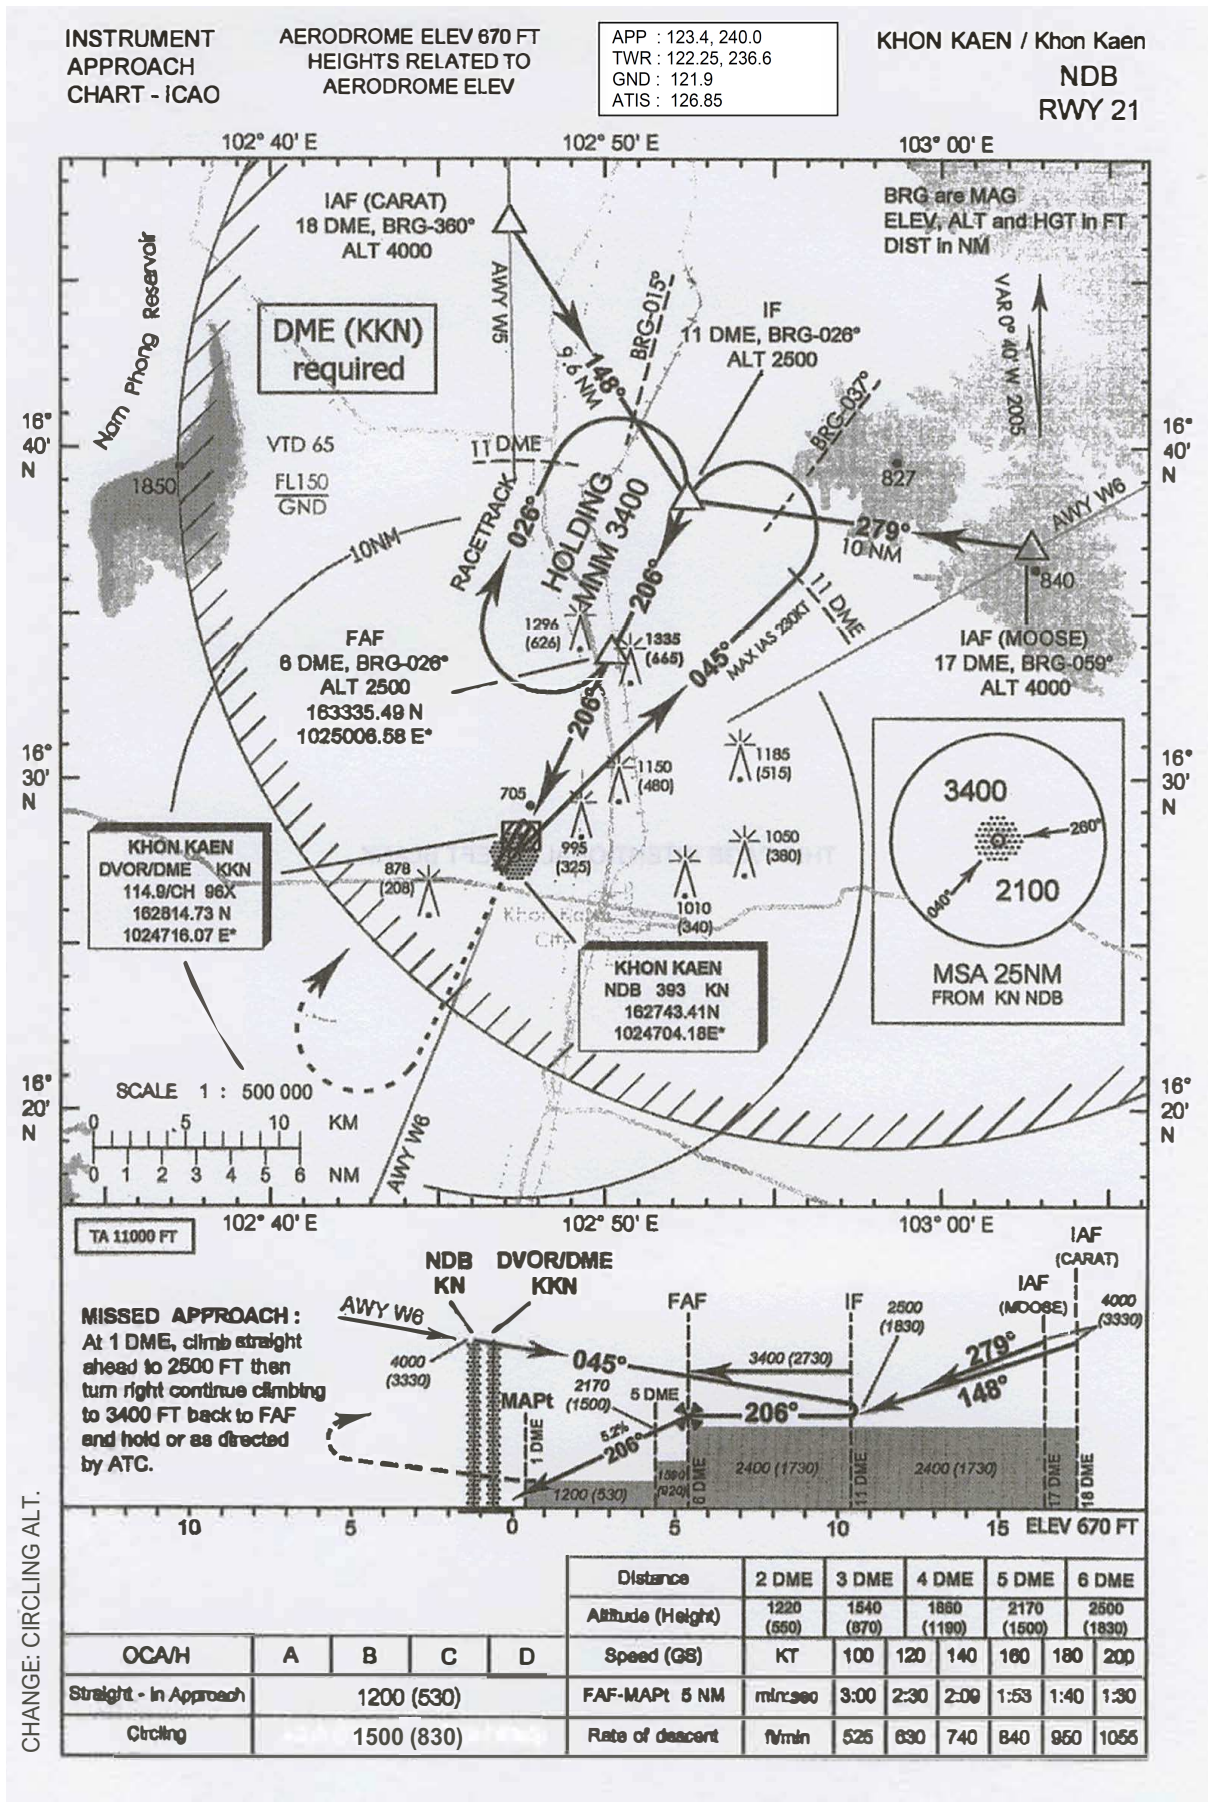 INSTRUMENT
APPROACH
CHART - ICAO
AERODROME ELEV 670 FT
HEIGHTS RELATED TO
AERODROME ELEV
APP : 123.4, 240.0
TWR : 122.25, 236.6
GND : 121.9
ATIS : 126.85
KHON KAEN / Khon Kaen
NDB
RWY 21
102° 40' E
102° 50' E
103° 00' E
IAF (CARAT)
18 DME, BRG-360°
ALT 4000
BRG are MAG
ELEV, ALT and HGT in FT
DIST in NM
Nam Phong Reservoir
DME (KKN)
required
AWY W5
148°
9.6 NM
BRG-015°
IF
11 DME, BRG-026°
ALT 2500
VAR 0° 40' W 2005
BRG-037°
16°
40'
N
16°
40'
N
VTD 65
FL150
GND
1850
11 DME
RACETRACK
026°
HOLDING
MNM 3400
206°
827
AWY W6
279°
10 NM
840
10NM
11 DME
MAX IAS 230KT
045°
1296
(626)
1335
(665)
FAF
6 DME, BRG-026°
ALT 2500
163335.49 N
1025006.58 E*
206°
IAF (MOOSE)
17 DME, BRG-059°
ALT 4000
16°
30'
N
16°
30'
N
1185
(515)
1150
(480)
705
995
(325)
1050
(380)
878
(208)
1010
(340)
3400
260°
2100
040°
MSA 25NM
FROM KN NDB
KHON KAEN
DVOR/DME KKN
114.9/CH 96X
162814.73 N
1024716.07 E*
Khon Kaen
City
KHON KAEN
NDB 393 KN
162743.41N
1024704.18E*
SCALE 1 : 500 000
0 5 10 KM
0 1 2 3 4 5 6 NM
AWY W6
16°
20'
N
16°
20'
N
102° 40' E
102° 50' E
103° 00' E
TA 11000 FT
NDB
KN
DVOR/DME
KKN
IAF
(CARAT)
IAF
(MOOSE)
FAF
IF
2500
(1830)
4000
(3330)
MISSED APPROACH :
At 1 DME, climb straight
ahead to 2500 FT then
turn right continue climbing
to 3400 FT back to FAF
and hold or as directed
by ATC.
AWY W6
4000
(3330)
045°
2170
(1500)
5 DME
3400 (2730)
279°
148°
MAPt
1 DME
5.2%
206°
206°
1200 (530)
1590
(920)
6 DME
2400 (1730)
11 DME
2400 (1730)
17 DME
18 DME
10 5 0 5 10 15 ELEV 670 FT
Distance 2 DME 3 DME 4 DME 5 DME 6 DME
Altitude (Height) 1220 (550) 1540 (870) 1860 (1190) 2170 (1500) 2500 (1830)
OCA/H A B C D
Speed (GS) KT 100 120 140 160 180 200
Straight - In Approach 1200 (530)
FAF-MAPt 5 NM min:sec 3:00 2:30 2:09 1:53 1:40 1:30
Circling 1500 (830)
Rate of descent ft/min 525 630 740 840 950 1055
CHANGE: CIRCLING ALT.